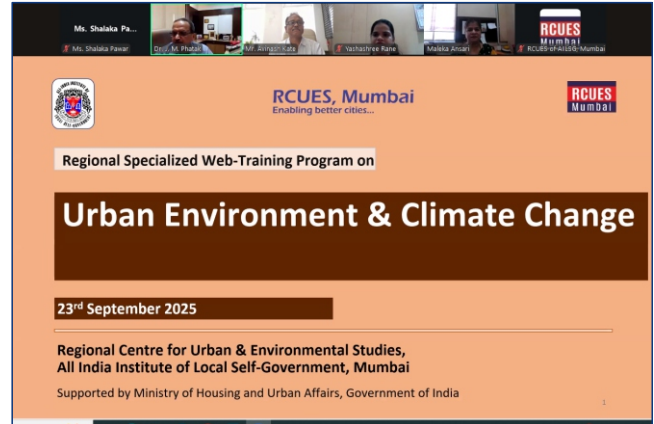 Ms. Shalaka Pa...
RCUES
Mumbai
Ms. Shalaka Pawar
Mr. Avinash Kate
Yashashree Rane
Maleka Ansari
RCUES-of-AIILSG,-Mumbai
RCUES, Mumbai
Enabling better cities...
RCUES
Mumbai
Regional Specialized Web-Training Program on
Urban Environment & Climate Change
23rd September 2025
Regional Centre for Urban & Environmental Studies,
All India Institute of Local Self-Government, Mumbai
Supported by Ministry of Housing and Urban Affairs, Government of India
1